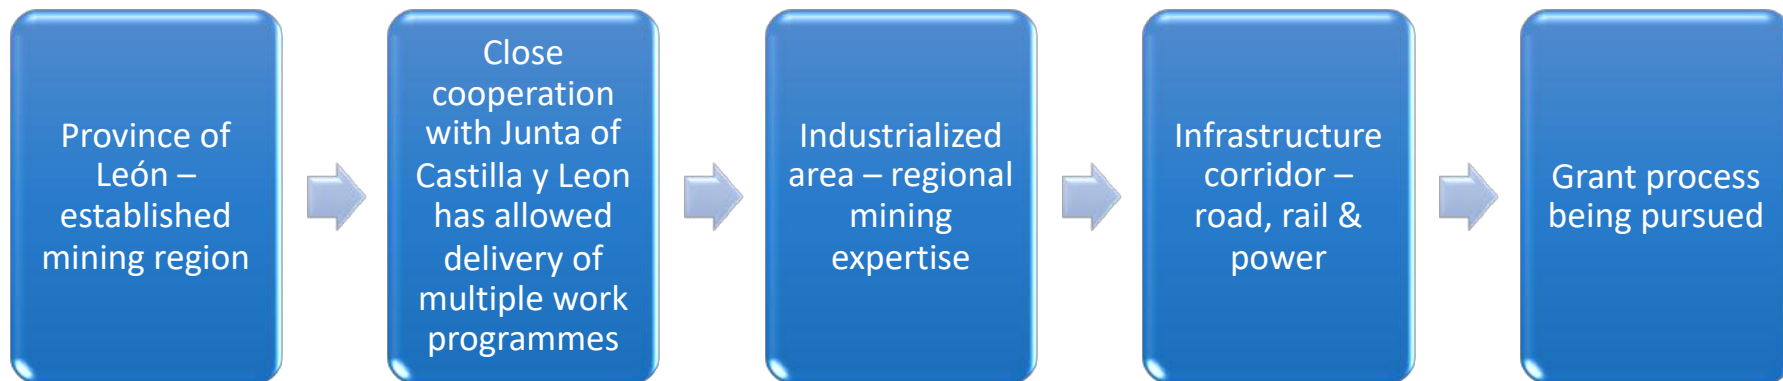 Province of
León –
established
mining region
Close
cooperation
with Junta of
Castilla y Leon
has allowed
delivery of
multiple work
programmes
Industrialized
area – regional
mining
expertise
Infrastructure
corridor –
road, rail &
power
Grant process
being pursued